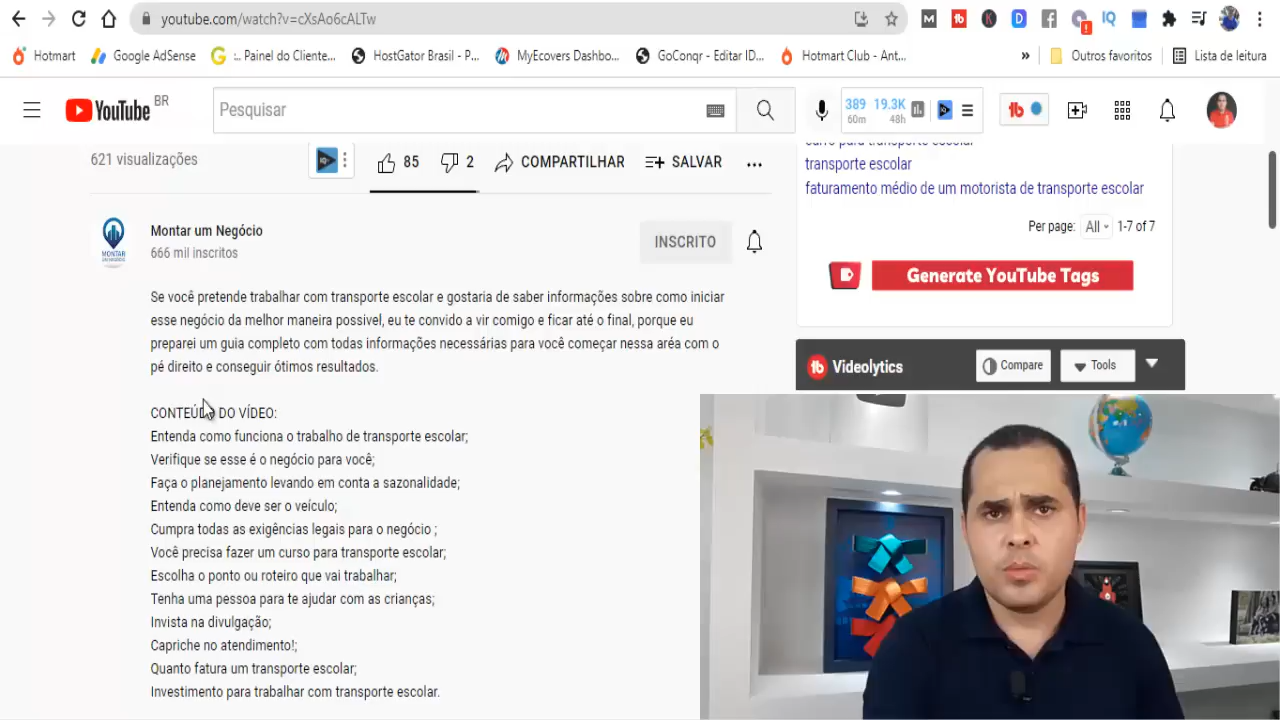 youtube.com/watch?v=cXsAo6cALTw
Hotmart
Google AdSense
:.. Painel do Cliente...
HostGator Brasil - P...
MyEcovers Dashbo...
GoConqr - Editar ID...
Hotmart Club - Ant...
»
Outros favoritos
Lista de leitura
YouTube BR
Pesquisar
389 19.3K
60m 48h
621 visualizações
85
2
COMPARTILHAR
SALVAR
carro para transporte escolar
transporte escolar
faturamento médio de um motorista de transporte escolar
Per page: All 1-7 of 7
Generate YouTube Tags
Montar um Negócio
666 mil inscritos
INSCRITO
MONTAR
Se você pretende trabalhar com transporte escolar e gostaria de saber informações sobre como iniciar
esse negócio da melhor maneira possivel, eu te convido a vir comigo e ficar até o final, porque eu
preparei um guia completo com todas informações necessárias para você começar nessa aréa com o
pé direito e conseguir ótimos resultados.
Videolytics
Compare
Tools
CONTEÚDO DO VÍDEO:
Entenda como funciona o trabalho de transporte escolar;
Verifique se esse é o negócio para você;
Faça o planejamento levando em conta a sazonalidade;
Entenda como deve ser o veículo;
Cumpra todas as exigências legais para o negócio ;
Você precisa fazer um curso para transporte escolar;
Escolha o ponto ou roteiro que vai trabalhar;
Tenha uma pessoa para te ajudar com as crianças;
Invista na divulgação;
Capriche no atendimento!;
Quanto fatura um transporte escolar;
Investimento para trabalhar com transporte escolar.